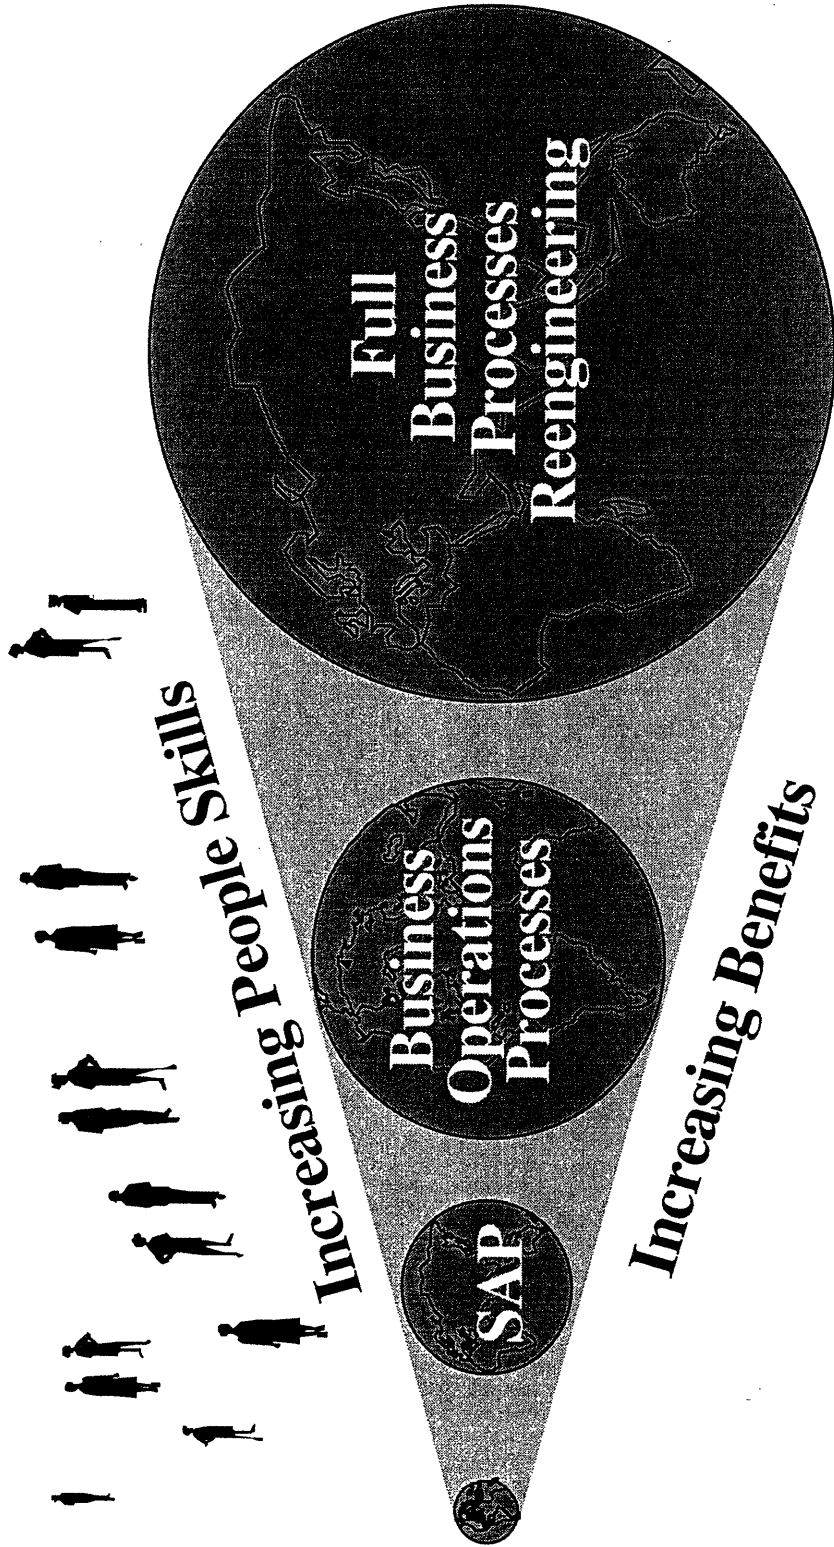 Increasing People Skills
SAP
Business
Operations
Processes
Full
Business
Processes
Reengineering
Increasing Benefits